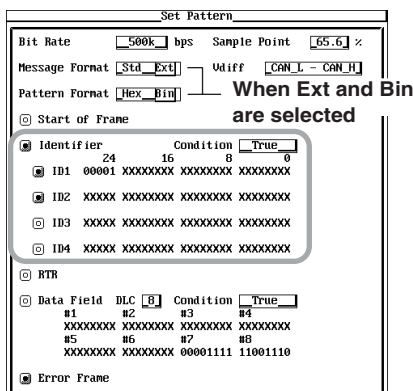 Set Pattern
Bit Rate 500k bps Sample Point 65.6 %
Message Format Std Ext Vdiff CAN_L - CAN_H
Pattern Format Hex Bin
When Ext and Bin
are selected
Start of Frame
Identifier Condition True
24 16 8 0
ID1 00001 XXXXXXXX XXXXXXXX XXXXXXXX
ID2 XXXXX XXXXXXXX XXXXXXXX XXXXXXXX
ID3 XXXXX XXXXXXXX XXXXXXXX XXXXXXXX
ID4 XXXXX XXXXXXXX XXXXXXXX XXXXXXXX
RTR
Data Field DLC 8 Condition True
#1 #2 #3 #4
XXXXXXXX XXXXXXXX XXXXXXXX XXXXXXXX
#5 #6 #7 #8
XXXXXXXX XXXXXXXX 00001111 11001110
Error Frame